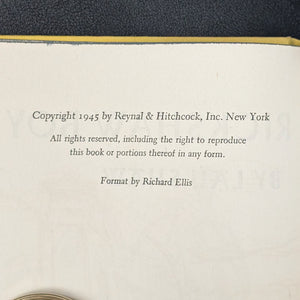 Copyright 1945 by Reynal & Hitchcock, Inc. New York
All rights reserved, including the right to reproduce
this book or portions thereof in any form.
Format by Richard Ellis